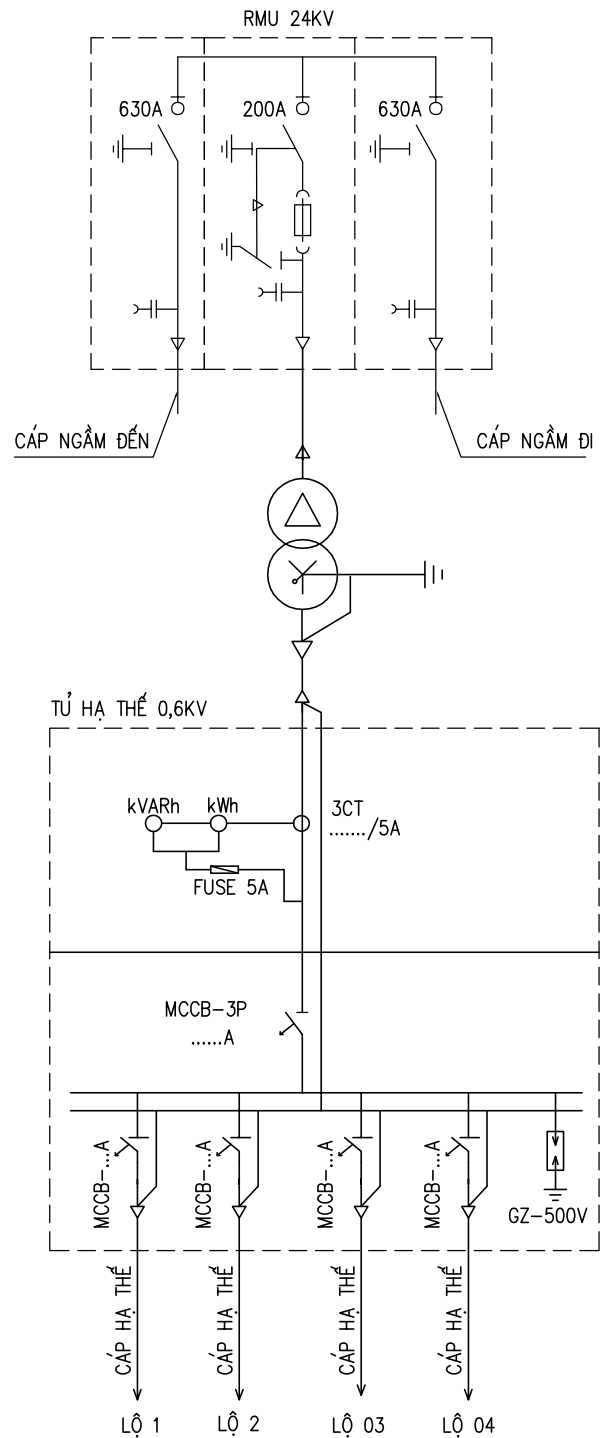 RMU 24KV
630A
200A
630A
CÁP NGẦM ĐẾN
CÁP NGẦM ĐI
TỦ HẠ THẾ 0,6KV
kVARh
kWh
3CT
......./5A
FUSE 5A
MCCB-3P
......A
MCCB-...A
MCCB-...A
MCCB-...A
MCCB-...A
GZ-500V
CÁP HẠ THẾ
CÁP HẠ THẾ
CÁP HẠ THẾ
CÁP HẠ THẾ
LỘ 1
LỘ 2
LỘ 03
LỘ 04